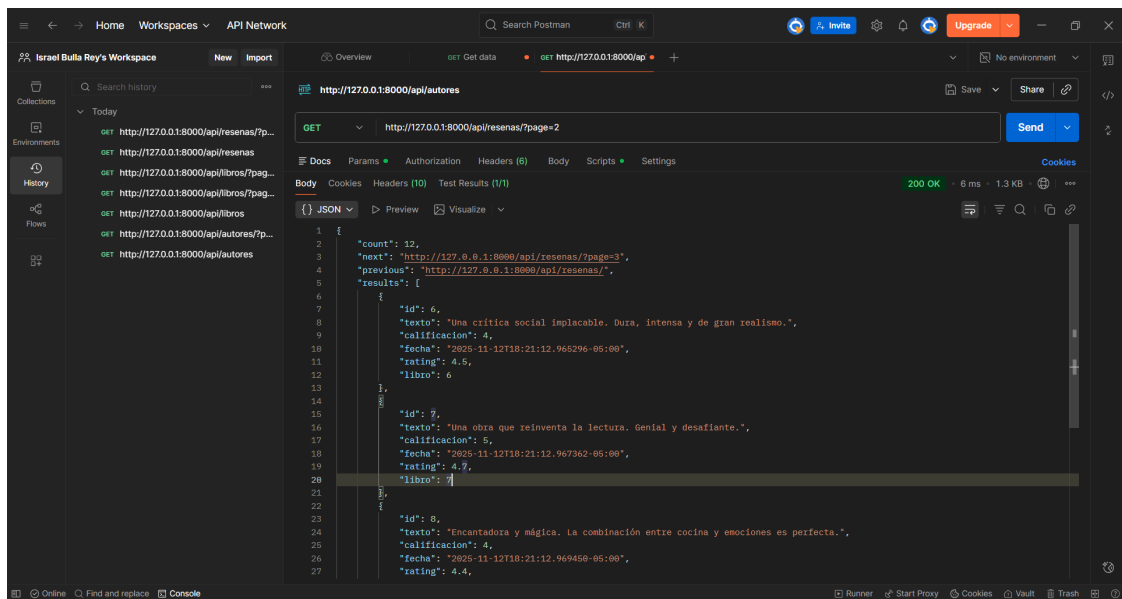 Home Workspaces API Network Search Postman Ctrl K Invite Upgrade
Israel Bulla Rey's Workspace New Import Overview GET Get data GET http://127.0.0.1:8000/ap No environment
Collections
Environments
History
Flows
Search history
Today
GET http://127.0.0.1:8000/api/resenas/?p...
GET http://127.0.0.1:8000/api/resenas
GET http://127.0.0.1:8000/api/libros/?pag...
GET http://127.0.0.1:8000/api/libros/?pag...
GET http://127.0.0.1:8000/api/libros
GET http://127.0.0.1:8000/api/autores/?p...
GET http://127.0.0.1:8000/api/autores
HTTP http://127.0.0.1:8000/api/autores Save Share
GET http://127.0.0.1:8000/api/resenas/?page=2 Send
Docs Params Authorization Headers (6) Body Scripts Settings Cookies
Body Cookies Headers (10) Test Results (1/1) 200 OK 6 ms 1.3 KB
{} JSON Preview Visualize
1 {
2 "count": 12,
3 "next": "http://127.0.0.1:8000/api/resenas/?page=3",
4 "previous": "http://127.0.0.1:8000/api/resenas/",
5 "results": [
6 {
7 "id": 6,
8 "texto": "Una crítica social implacable. Dura, intensa y de gran realismo.",
9 "calificacion": 4,
10 "fecha": "2025-11-12T18:21:12.965296-05:00",
11 "rating": 4.5,
12 "libro": 6
13 },
14 {
15 "id": 7,
16 "texto": "Una obra que reinventa la lectura. Genial y desafiante.",
17 "calificacion": 5,
18 "fecha": "2025-11-12T18:21:12.967362-05:00",
19 "rating": 4.7,
20 "libro": 7
21 },
22 {
23 "id": 8,
24 "texto": "Encantadora y mágica. La combinación entre cocina y emociones es perfecta.",
25 "calificacion": 4,
26 "fecha": "2025-11-12T18:21:12.969450-05:00",
27 "rating": 4.4,
Online Find and replace Console Runner Start Proxy Cookies Vault Trash